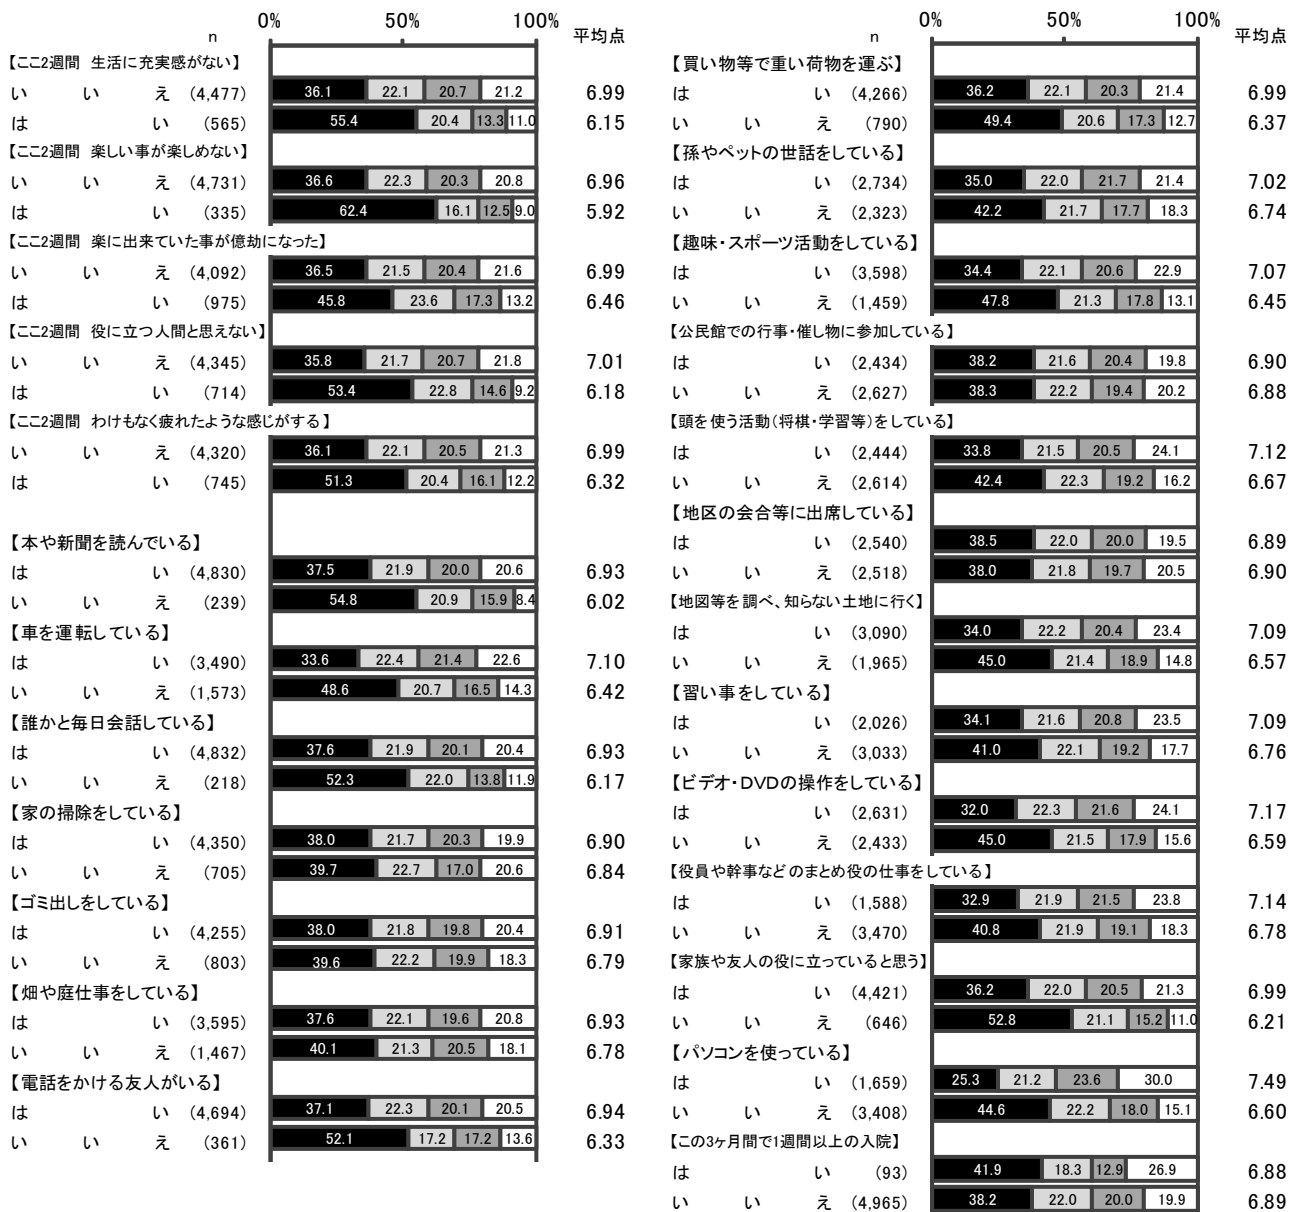 0% 50% 100%
n 平均点
【ここ2週間 生活に充実感がない】
いいえ (4,477) 36.1 22.1 20.7 21.2 6.99
はい (565) 55.4 20.4 13.3 11.0 6.15
【ここ2週間 楽しい事が楽しめない】
いいえ (4,731) 36.6 22.3 20.3 20.8 6.96
はい (335) 62.4 16.1 12.5 9.0 5.92
【ここ2週間 楽に出来ていた事が億劫になった】
いいえ (4,092) 36.5 21.5 20.4 21.6 6.99
はい (975) 45.8 23.6 17.3 13.2 6.46
【ここ2週間 役に立つ人間と思えない】
いいえ (4,345) 35.8 21.7 20.7 21.8 7.01
はい (714) 53.4 22.8 14.6 9.2 6.18
【ここ2週間 わけもなく疲れたような感じがする】
いいえ (4,320) 36.1 22.1 20.5 21.3 6.99
はい (745) 51.3 20.4 16.1 12.2 6.32
【本や新聞を読んでいる】
はい (4,830) 37.5 21.9 20.0 20.6 6.93
いいえ (239) 54.8 20.9 15.9 8.4 6.02
【車を運転している】
はい (3,490) 33.6 22.4 21.4 22.6 7.10
いいえ (1,573) 48.6 20.7 16.5 14.3 6.42
【誰かと毎日会話している】
はい (4,832) 37.6 21.9 20.1 20.4 6.93
いいえ (218) 52.3 22.0 13.8 11.9 6.17
【家の掃除をしている】
はい (4,350) 38.0 21.7 20.3 19.9 6.90
いいえ (705) 39.7 22.7 17.0 20.6 6.84
【ゴミ出しをしている】
はい (4,255) 38.0 21.8 19.8 20.4 6.91
いいえ (803) 39.6 22.2 19.9 18.3 6.79
【畑や庭仕事をしている】
はい (3,595) 37.6 22.1 19.6 20.8 6.93
いいえ (1,467) 40.1 21.3 20.5 18.1 6.78
【電話をかける友人がいる】
はい (4,694) 37.1 22.3 20.1 20.5 6.94
いいえ (361) 52.1 17.2 17.2 13.6 6.33
0% 50% 100%
n 平均点
【買い物等で重い荷物を運ぶ】
はい (4,266) 36.2 22.1 20.3 21.4 6.99
いいえ (790) 49.4 20.6 17.3 12.7 6.37
【孫やペットの世話をしている】
はい (2,734) 35.0 22.0 21.7 21.4 7.02
いいえ (2,323) 42.2 21.7 17.7 18.3 6.74
【趣味・スポーツ活動をしている】
はい (3,598) 34.4 22.1 20.6 22.9 7.07
いいえ (1,459) 47.8 21.3 17.8 13.1 6.45
【公民館での行事・催し物に参加している】
はい (2,434) 38.2 21.6 20.4 19.8 6.90
いいえ (2,627) 38.3 22.2 19.4 20.2 6.88
【頭を使う活動(将棋・学習等)をしている】
はい (2,444) 33.8 21.5 20.5 24.1 7.12
いいえ (2,614) 42.4 22.3 19.2 16.2 6.67
【地区の会合等に出席している】
はい (2,540) 38.5 22.0 20.0 19.5 6.89
いいえ (2,518) 38.0 21.8 19.7 20.5 6.90
【地図等を調べ、知らない土地に行く】
はい (3,090) 34.0 22.2 20.4 23.4 7.09
いいえ (1,965) 45.0 21.4 18.9 14.8 6.57
【習い事をしている】
はい (2,026) 34.1 21.6 20.8 23.5 7.09
いいえ (3,033) 41.0 22.1 19.2 17.7 6.76
【ビデオ・DVDの操作をしている】
はい (2,631) 32.0 22.3 21.6 24.1 7.17
いいえ (2,433) 45.0 21.5 17.9 15.6 6.59
【役員や幹事などのまとめ役の仕事をしている】
はい (1,588) 32.9 21.9 21.5 23.8 7.14
いいえ (3,470) 40.8 21.9 19.1 18.3 6.78
【家族や友人の役に立っていると思う】
はい (4,421) 36.2 22.0 20.5 21.3 6.99
いいえ (646) 52.8 21.1 15.2 11.0 6.21
【パソコンを使っている】
はい (1,659) 25.3 21.2 23.6 30.0 7.49
いいえ (3,408) 44.6 22.2 18.0 15.1 6.60
【この3ヶ月間で1週間以上の入院】
はい (93) 41.9 18.3 12.9 26.9 6.88
いいえ (4,965) 38.2 22.0 20.0 19.9 6.89